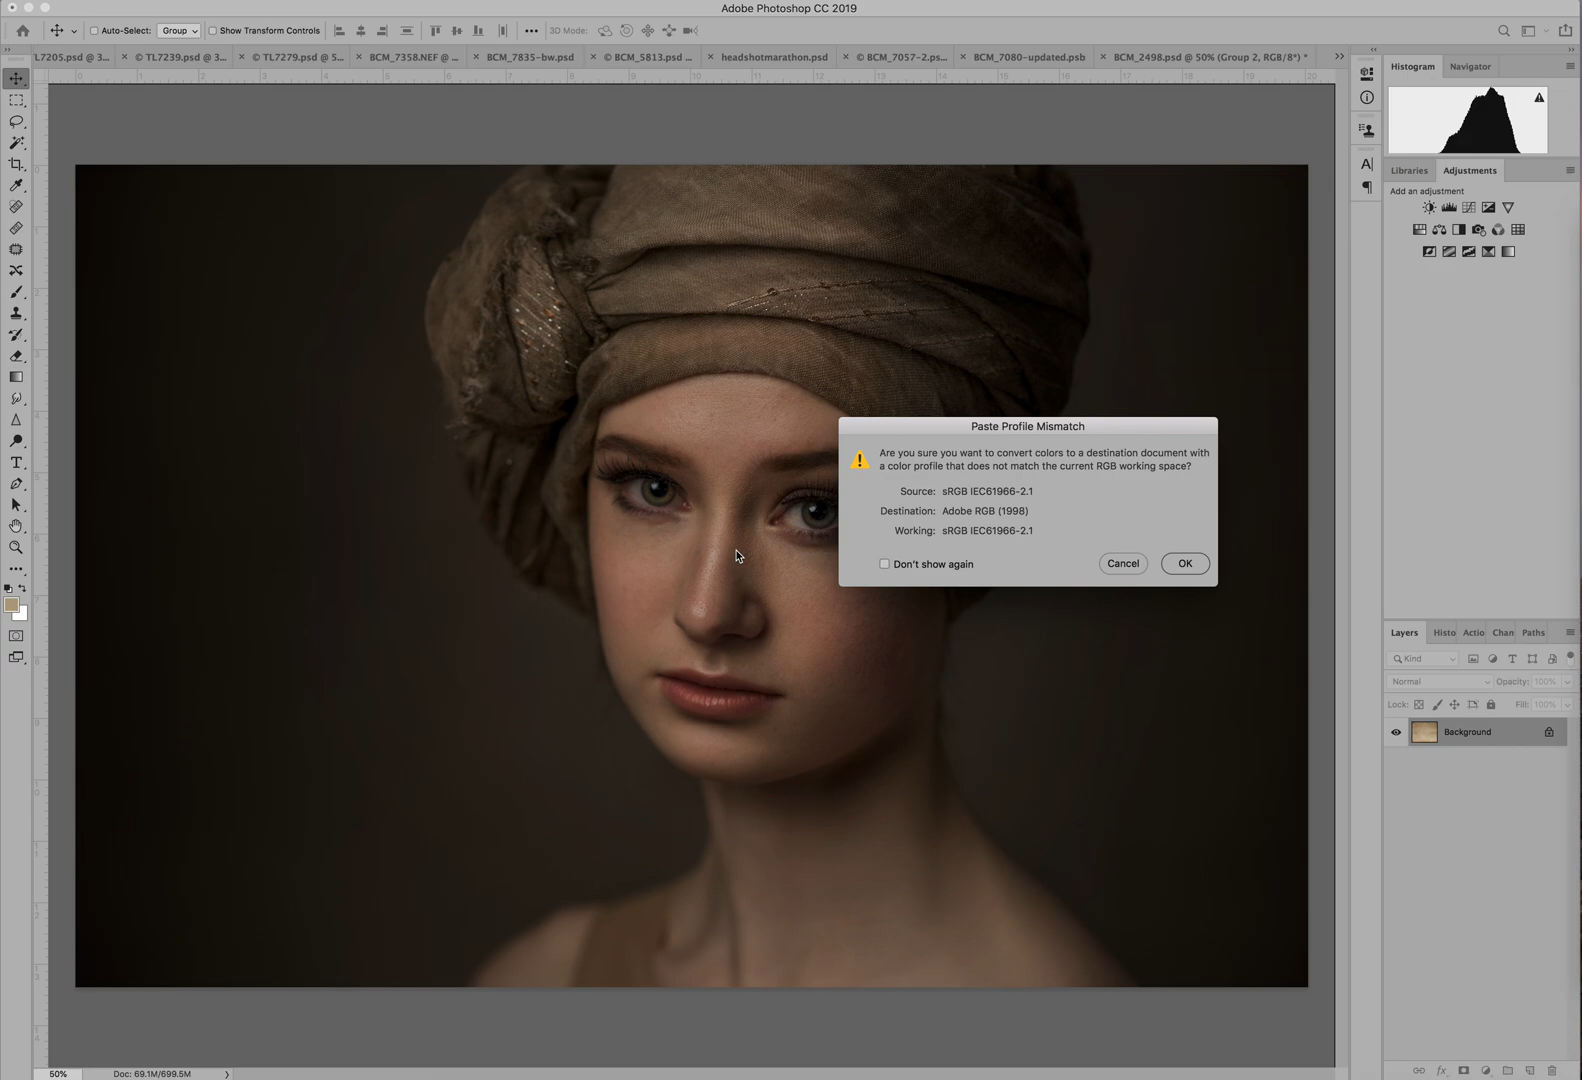 Adobe Photoshop CC 2019
Auto-Select: Group Show Transform Controls 3D Mode:
TL7205.psd @ 3... × © TL7239.psd @ 3... × © TL7279.psd @ 5... × BCM_7358.NEF @ ... × BCM_7835-bw.psd × © BCM_5813.psd ... × headshotmarathon.psd × © BCM_7057-2.ps... × BCM_7080-updated.psb × BCM_2498.psd @ 50% (Group 2, RGB/8*) *
Histogram Navigator
Libraries Adjustments
Add an adjustment
Paste Profile Mismatch
Are you sure you want to convert colors to a destination document with
a color profile that does not match the current RGB working space?
Source: sRGB IEC61966-2.1
Destination: Adobe RGB (1998)
Working: sRGB IEC61966-2.1
Don't show again Cancel OK
Layers Histo Actio Chan Paths
Kind
Normal Opacity: 100%
Lock: Fill: 100%
Background
50% Doc: 69.1M/699.5M